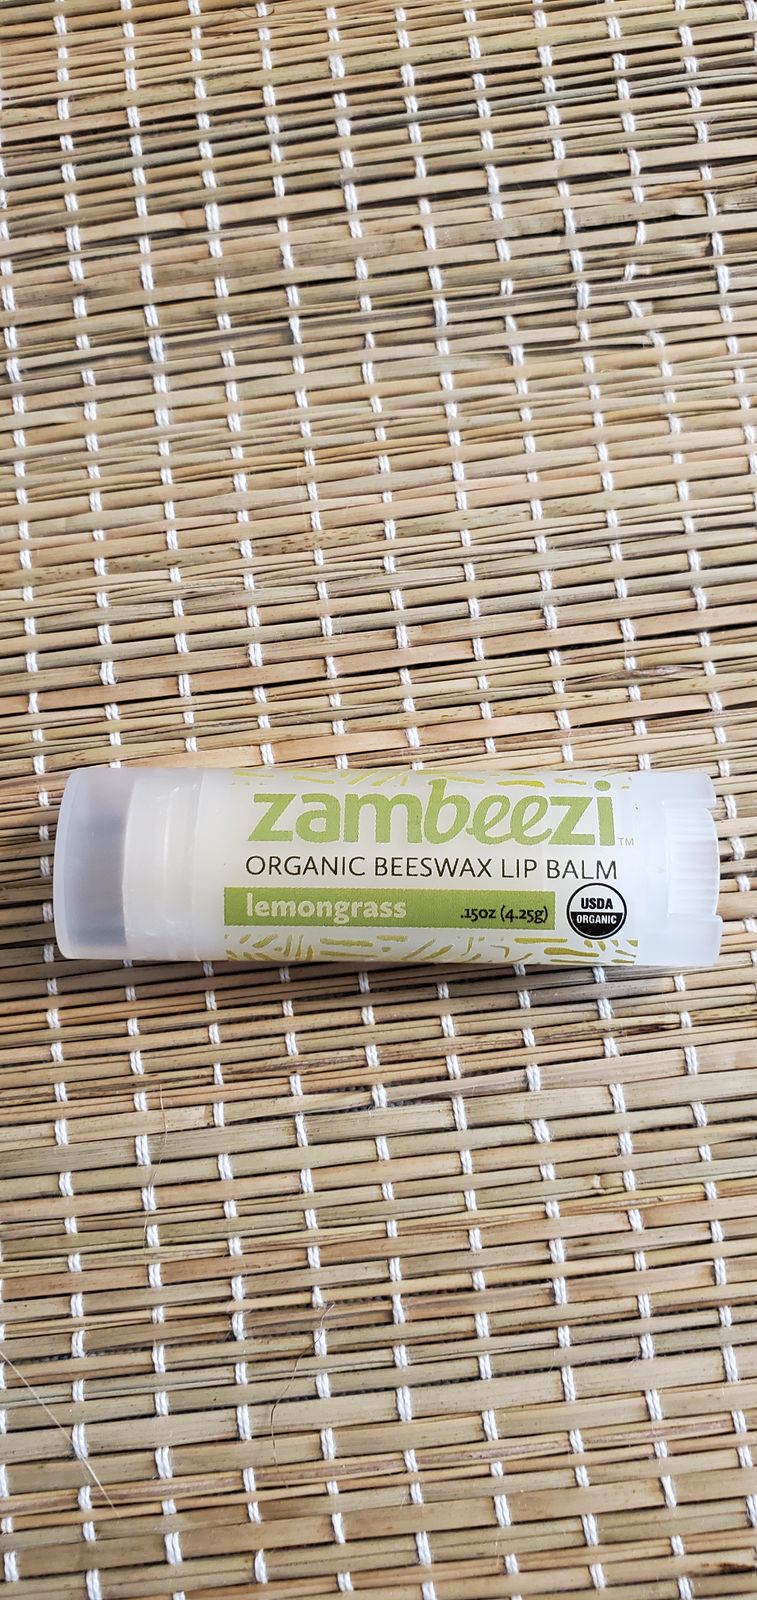 zambeezi™
ORGANIC BEESWAX LIP BALM
lemongrass .15oz (4.25g)
USDA
ORGANIC